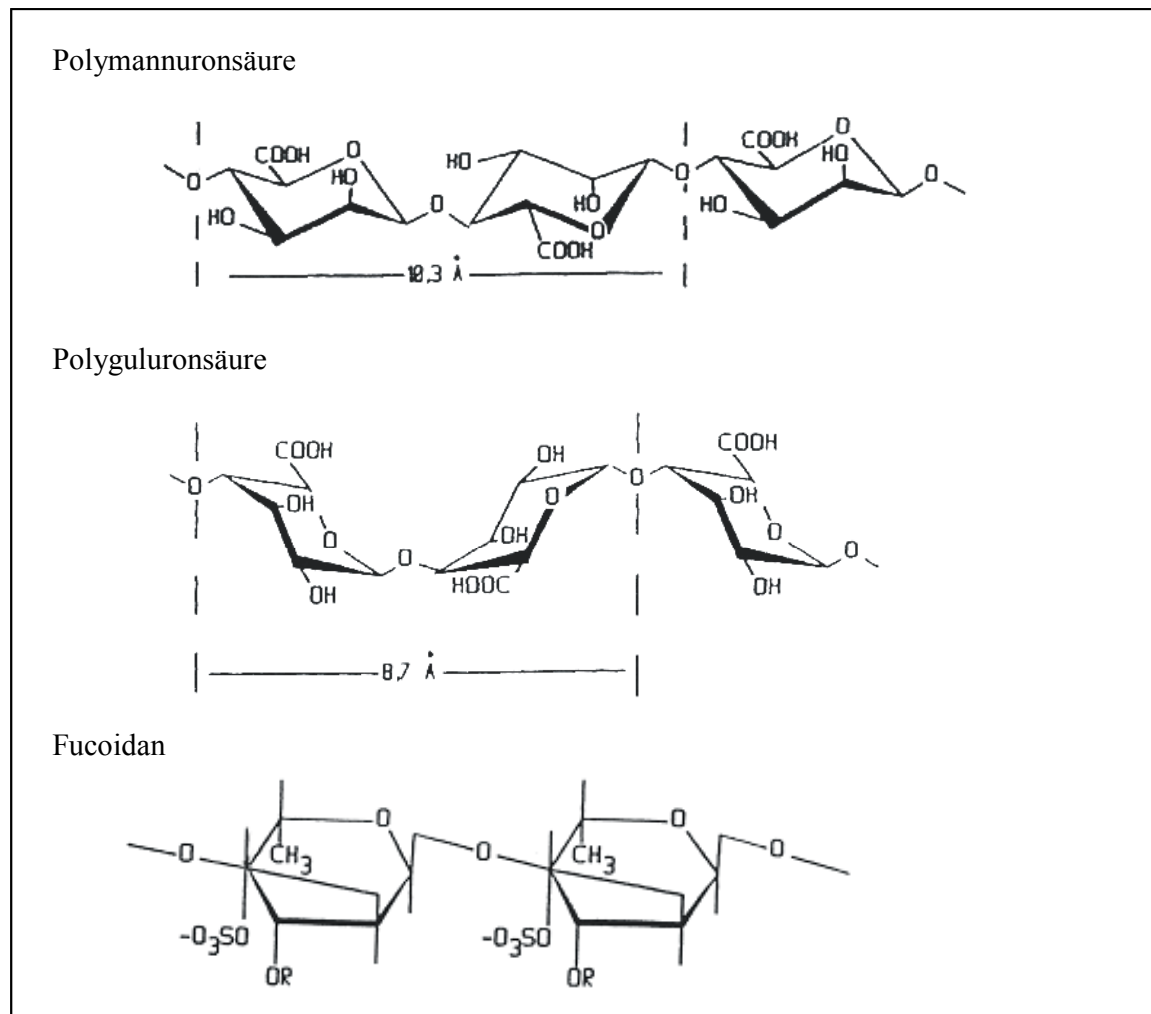 Polymannuronsäure
O COOH HO HO O O HO HO O COOH O COOH HO HO O O
10,3 Å
Polyguluronsäure
O COOH OH OH O O OH OH HOOC O O COOH OH OH O O
8,7 Å
Fucoidan
O O CH3 -O3SO OR O O CH3 -O3SO OR O